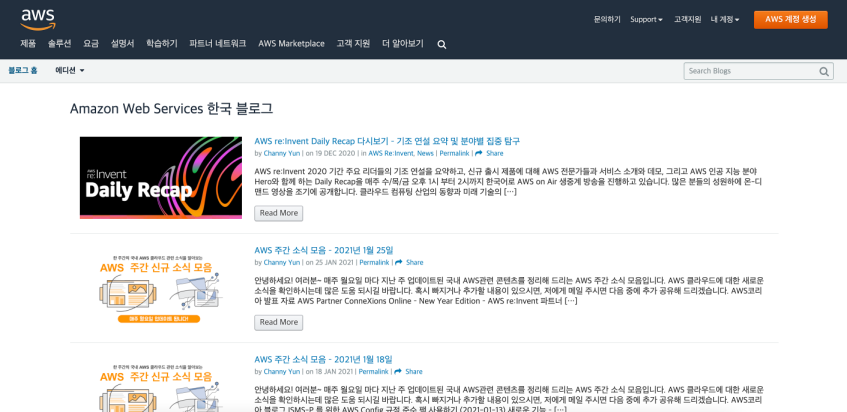 aws
문의하기 Support 고객지원 내 계정 AWS 계정 생성
제품 솔루션 요금 설명서 학습하기 파트너 네트워크 AWS Marketplace 고객 지원 더 알아보기
블로그 홈 에디션 Search Blogs
Amazon Web Services 한국 블로그
AWS re:Invent Daily Recap 다시보기 - 기조 연설 요약 및 분야별 집중 탐구
by Channy Yun | on 19 DEC 2020 | in AWS Re:Invent, News | Permalink | Share
AWS
re:Invent
Daily Recap
AWS re:Invent 2020 기간 주요 리더들의 기조 연설을 요약하고, 신규 출시 제품에 대해 AWS 전문가들과 서비스 소개와 데모, 그리고 AWS 인공 지능 분야
Hero와 함께 하는 Daily Recap을 매주 수/목/금 오후 1시 부터 2시까지 한국어로 AWS on Air 생중계 방송을 진행하고 있습니다. 많은 분들의 성원하에 온-디
맨드 영상을 조기에 공개합니다. 클라우드 컴퓨팅 산업의 동향과 미래 기술의 […]
Read More
AWS 주간 소식 모음 - 2021년 1월 25일
by Channy Yun | on 25 JAN 2021 | Permalink | Share
한 주간의 국내 AWS 클라우드 관련 소식을 알아보는
AWS 주간 신규 소식 모음
매주 월요일 업데이트 됩니다!
안녕하세요! 여러분~ 매주 월요일 마다 지난 주 업데이트된 국내 AWS관련 콘텐츠를 정리해 드리는 AWS 주간 소식 모음입니다. AWS 클라우드에 대한 새로운
소식을 확인하시는데 많은 도움 되시길 바랍니다. 혹시 빠지거나 추가할 내용이 있으시면, 저에게 메일 주시면 다음 중에 추가 공유해 드리겠습니다. AWS코리
아 발표 자료 AWS Partner ConneXions Online - New Year Edition - AWS re:Invent 파트너 […]
Read More
AWS 주간 소식 모음 - 2021년 1월 18일
by Channy Yun | on 18 JAN 2021 | Permalink | Share
한 주간의 국내 AWS 클라우드 관련 소식을 알아보는
AWS 주간 신규 소식 모음
안녕하세요! 여러분~ 매주 월요일 마다 지난 주 업데이트된 국내 AWS관련 콘텐츠를 정리해 드리는 AWS 주간 소식 모음입니다. AWS 클라우드에 대한 새로운
소식을 확인하시는데 많은 도움 되시길 바랍니다. 혹시 빠지거나 추가할 내용이 있으시면, 저에게 메일 주시면 다음 중에 추가 공유해 드리겠습니다. AWS코리
아 블로그 ISMS-P 를 위한 AWS Config 규정 준수 팩 사용하기 (2021-01-13) 새로운 기능 - […]